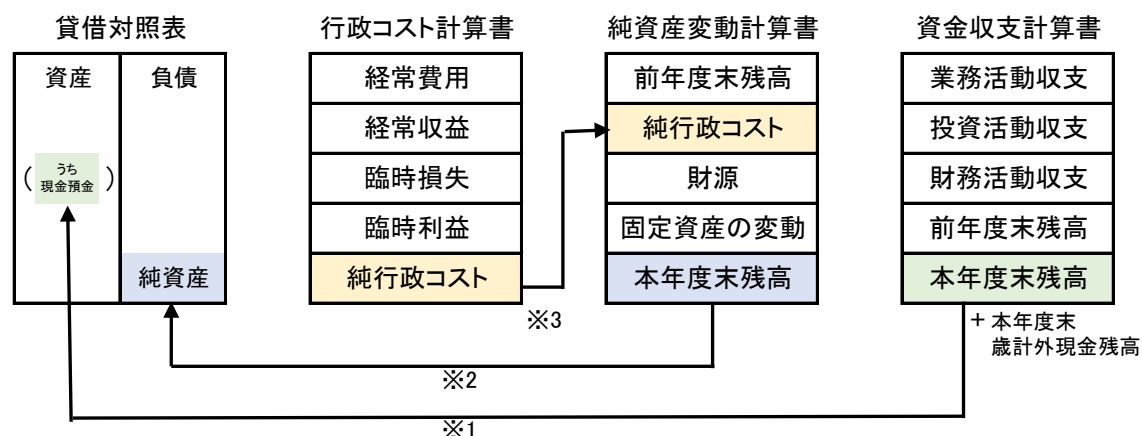 貸借対照表
資産
負債
( うち
現金預金 )
純資産
行政コスト計算書
経常費用
経常収益
臨時損失
臨時利益
純行政コスト
純資産変動計算書
前年度末残高
純行政コスト
財源
固定資産の変動
本年度末残高
資金収支計算書
業務活動収支
投資活動収支
財務活動収支
前年度末残高
本年度末残高
+ 本年度末
歳計外現金残高
※3
※2
※1